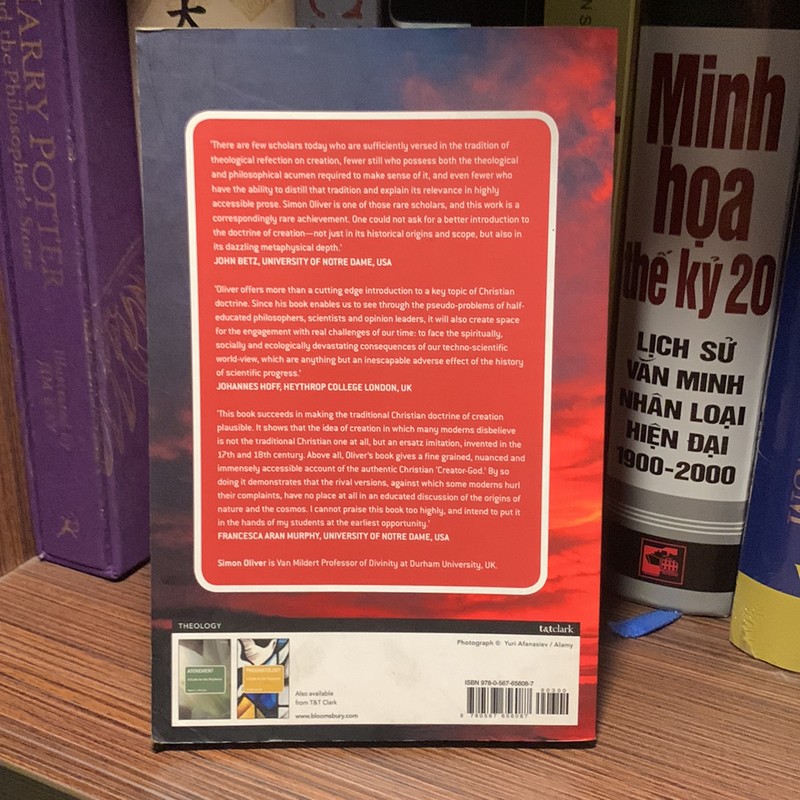 HARRY POTTER
and the Philosopher's Stone
ILLUSTRATED BY
JIM KAY
'There are few scholars today who are sufficiently versed in the tradition of
theological refection on creation, fewer still who possess both the theological
and philosophical acumen required to make sense of it, and even fewer who
have the ability to distill that tradition and explain its relevance in highly
accessible prose. Simon Oliver is one of those rare scholars, and this work is a
correspondingly rare achievement. One could not ask for a better introduction to
the doctrine of creation—not just in its historical origins and scope, but also in
its dazzling metaphysical depth.'
JOHN BETZ, UNIVERSITY OF NOTRE DAME, USA
'Oliver offers more than a cutting edge introduction to a key topic of Christian
doctrine. Since his book enables us to see through the pseudo-problems of half-
educated philosophers, scientists and opinion leaders, it will also create space
for the engagement with real challenges of our time: to face the spiritually,
socially and ecologically devastating consequences of our techno-scientific
world-view, which are anything but an inescapable adverse effect of the history
of scientific progress.'
JOHANNES HOFF, HEYTHROP COLLEGE LONDON, UK
'This book succeeds in making the traditional Christian doctrine of creation
plausible. It shows that the idea of creation in which many moderns disbelieve
is not the traditional Christian one at all, but an ersatz imitation, invented in the
17th and 18th century. Above all, Oliver's book gives a fine grained, nuanced and
immensely accessible account of the authentic Christian 'Creator-God.' By so
doing it demonstrates that the rival versions, against which some moderns hurl
their complaints, have no place at all in an educated discussion of the origins of
nature and the cosmos. I cannot praise this book too highly, and intend to put it
in the hands of my students at the earliest opportunity.'
FRANCESCA ARAN MURPHY, UNIVERSITY OF NOTRE DAME, USA
Simon Oliver is Van Mildert Professor of Divinity at Durham University, UK.
THEOLOGY
t&tclark
Photograph © Yuri Afanasiev / Alamy
ATONEMENT
PNEUMATOLOGY
Also available
from T&T Clark
www.bloomsbury.com
ISBN 978-0-567-65608-7
90300
9 780567 656087
Minh
họa
thế kỷ 20
LỊCH SỬ
VĂN MINH
NHÂN LOẠI
HIỆN ĐẠI
1900-2000